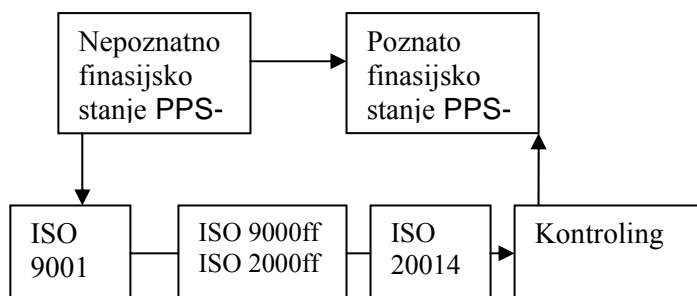 Nepoznatno
finasijsko
stanje PPS-
Poznato
finasijsko
stanje PPS-
ISO
9001
ISO 9000ff
ISO 2000ff
ISO
20014
Kontroling